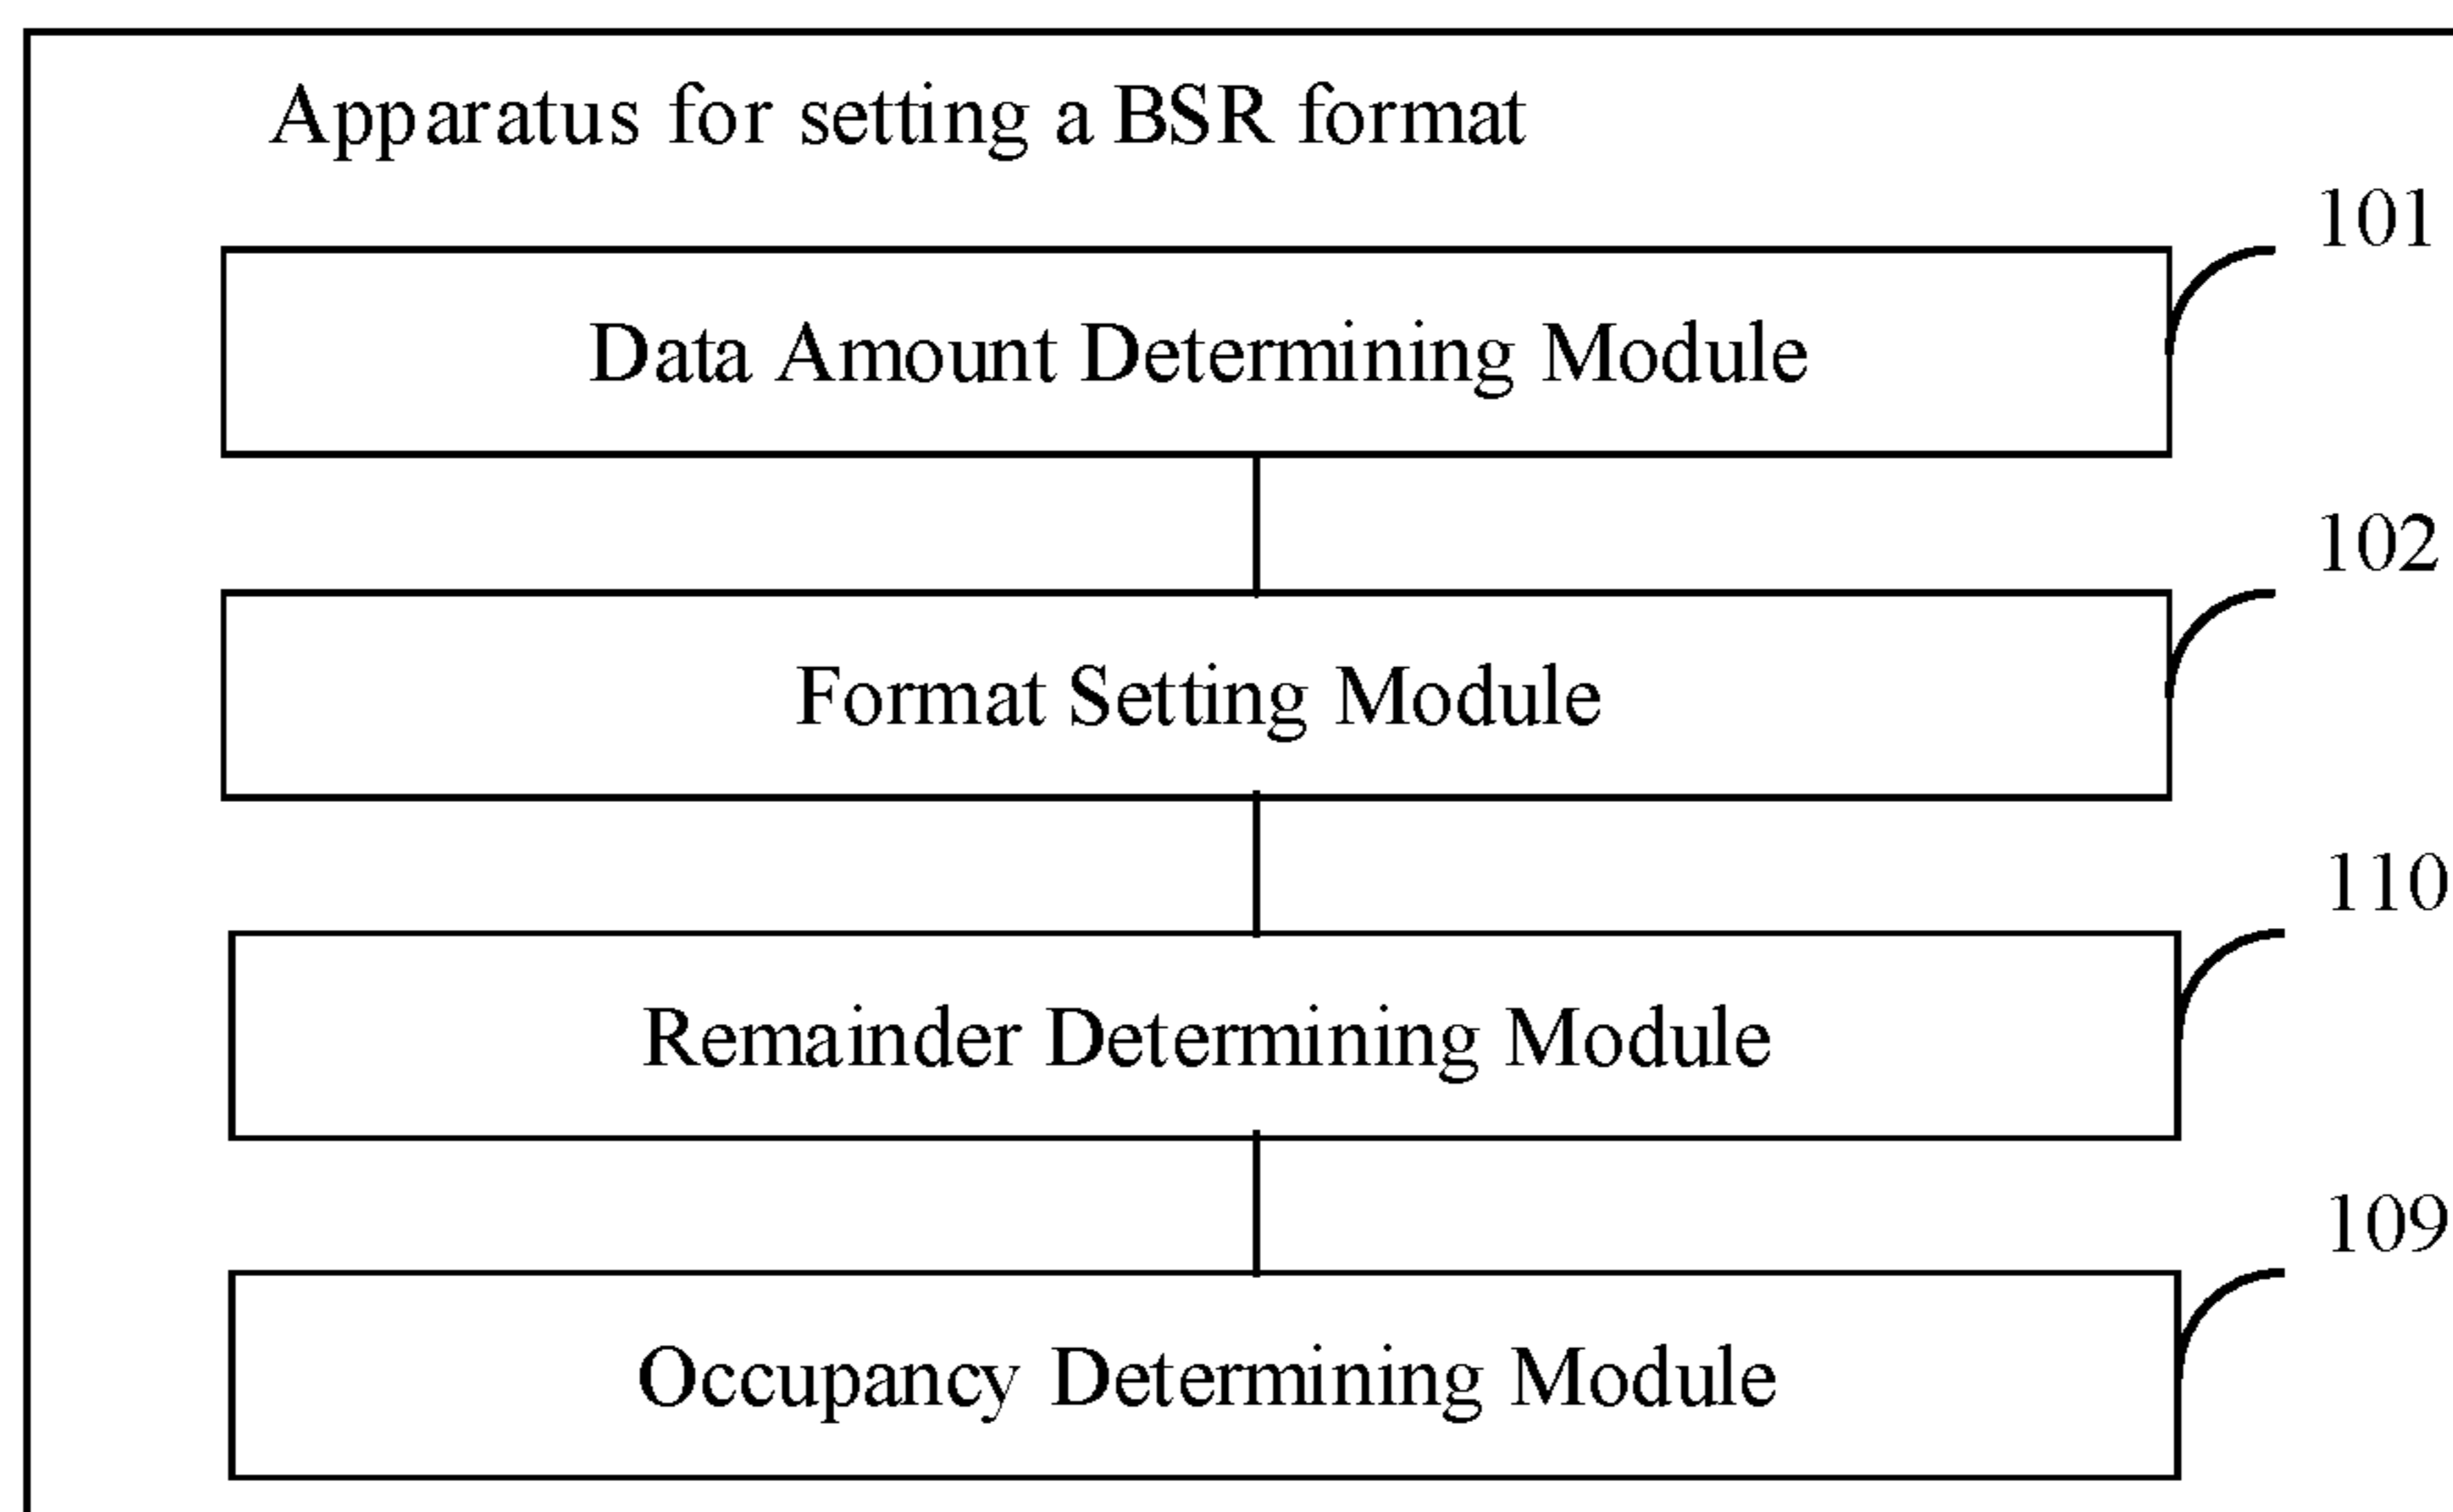 Apparatus for setting a BSR format
101
Data Amount Determining Module
102
Format Setting Module
110
Remainder Determining Module
109
Occupancy Determining Module